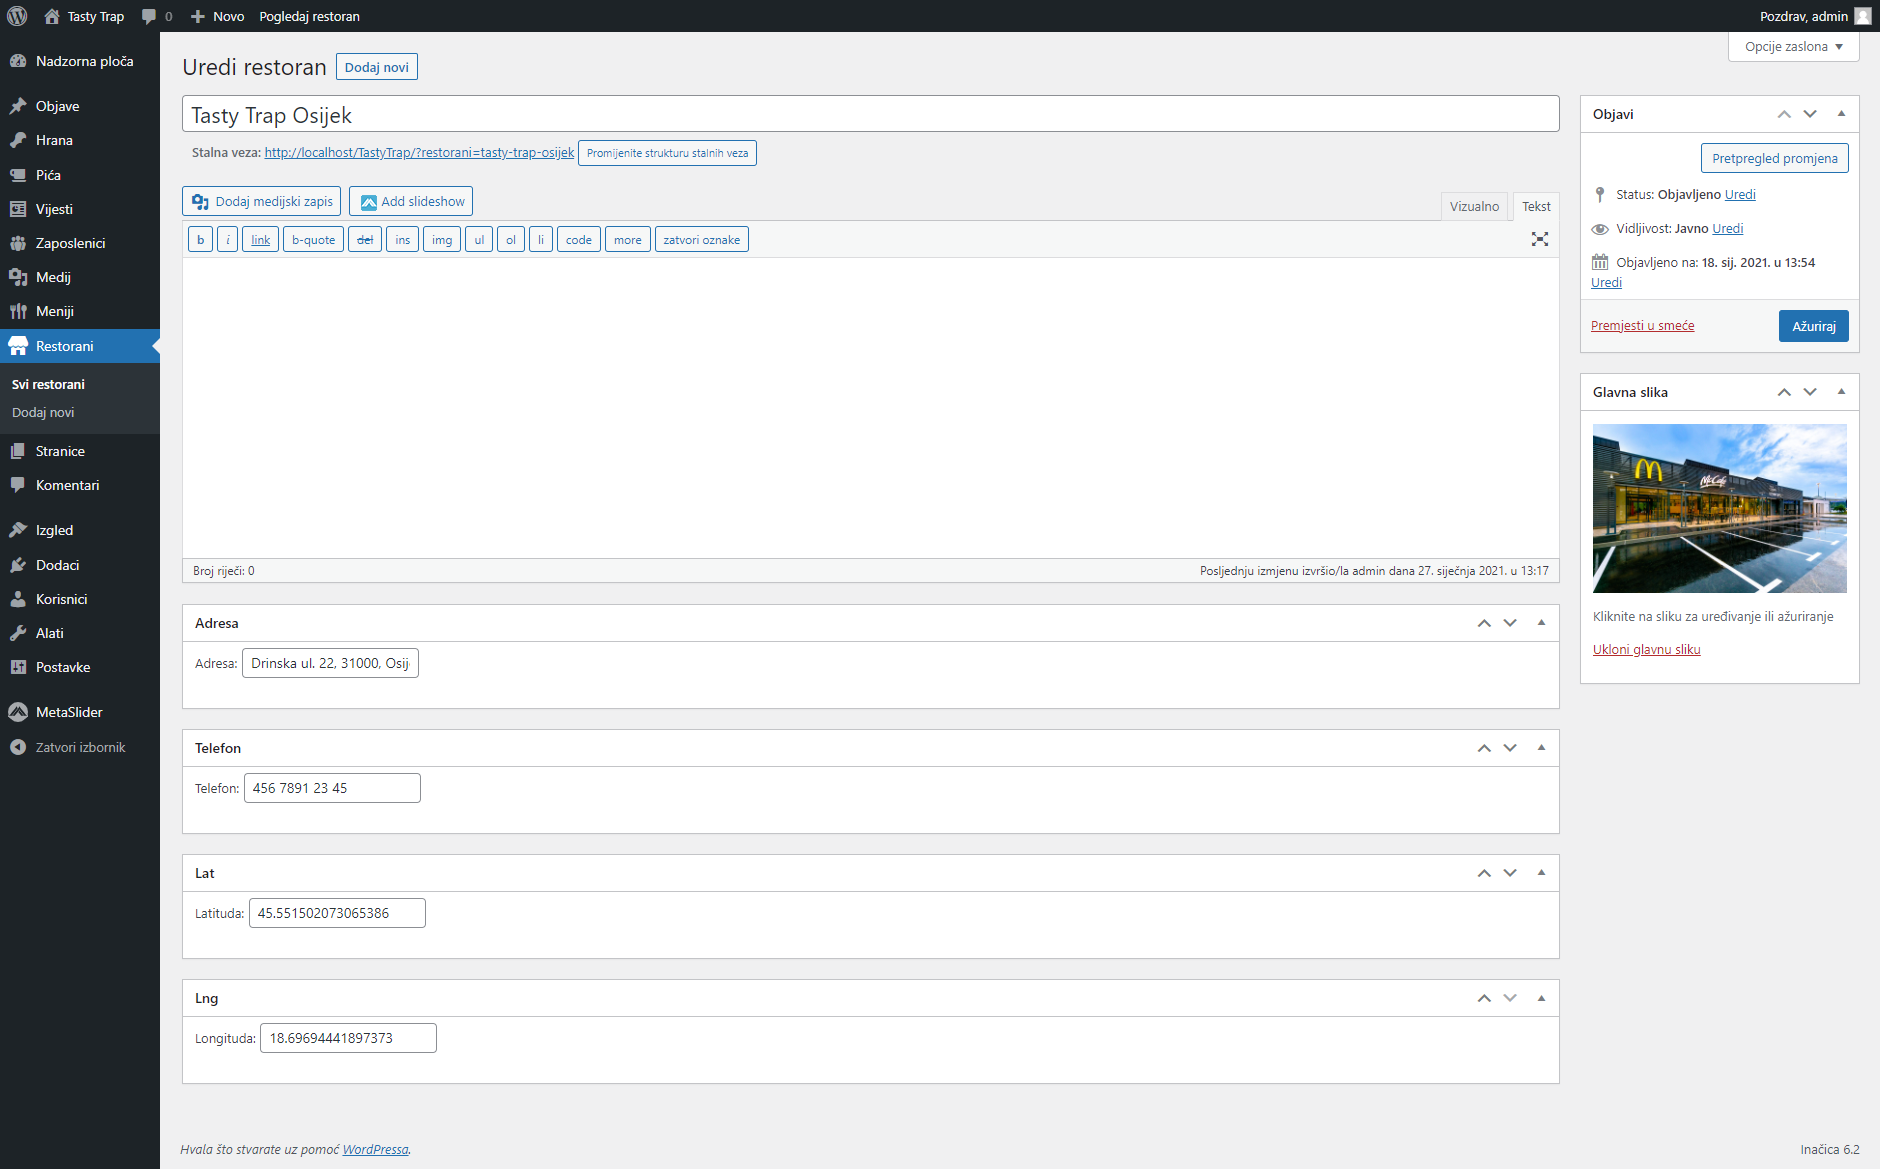 Tasty Trap
0
Novo
Pogledaj restoran
Pozdrav, admin
Nadzorna ploča
Objave
Hrana
Pića
Vijesti
Zaposlenici
Medij
Meniji
Restorani
Svi restorani
Dodaj novi
Stranice
Komentari
Izgled
Dodaci
Korisnici
Alati
Postavke
MetaSlider
Zatvori izbornik
Opcije zaslona
Uredi restoran
Dodaj novi
Tasty Trap Osijek
Stalna veza: http://localhost/TastyTrap/?restorani=tasty-trap-osijek Promijenite strukturu stalnih veza
Dodaj medijski zapis
Add slideshow
Vizualno
Tekst
b
i
link
b-quote
del
ins
img
ul
ol
li
code
more
zatvori oznake
Broj riječi: 0
Posljednju izmjenu izvršio/la admin dana 27. siječnja 2021. u 13:17
Adresa
Adresa: Drinska ul. 22, 31000, Osij
Telefon
Telefon: 456 7891 23 45
Lat
Latituda: 45.551502073065386
Lng
Longituda: 18.69694441897373
Objavi
Pretpregled promjena
Status: Objavljeno Uredi
Vidljivost: Javno Uredi
Objavljeno na: 18. sij. 2021. u 13:54
Uredi
Premjesti u smeće
Ažuriraj
Glavna slika
McCafé
Kliknite na sliku za uređivanje ili ažuriranje
Ukloni glavnu sliku
Hvala što stvarate uz pomoć WordPressa.
Inačica 6.2